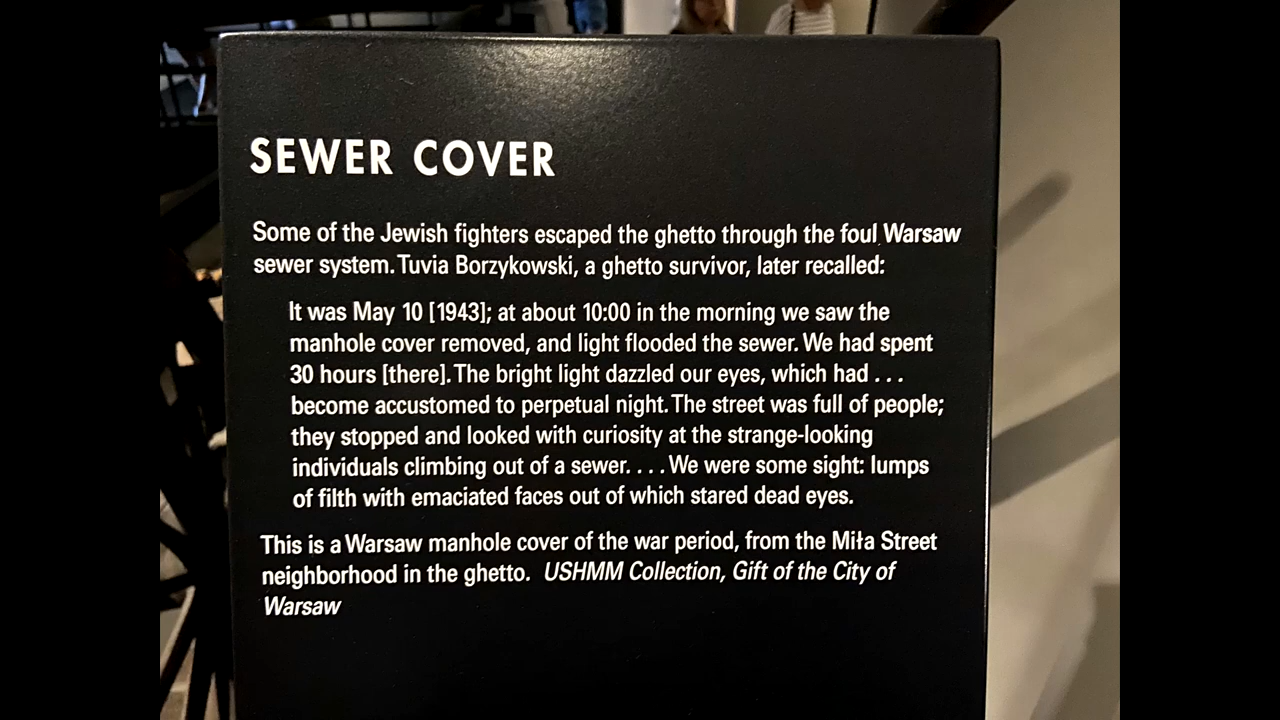 SEWER COVER
Some of the Jewish fighters escaped the ghetto through the foul Warsaw
sewer system. Tuvia Borzykowski, a ghetto survivor, later recalled:
It was May 10 [1943]; at about 10:00 in the morning we saw the
manhole cover removed, and light flooded the sewer. We had spent
30 hours [there]. The bright light dazzled our eyes, which had . . .
become accustomed to perpetual night. The street was full of people;
they stopped and looked with curiosity at the strange-looking
individuals climbing out of a sewer. . . . We were some sight: lumps
of filth with emaciated faces out of which stared dead eyes.
This is a Warsaw manhole cover of the war period, from the Miła Street
neighborhood in the ghetto. USHMM Collection, Gift of the City of
Warsaw